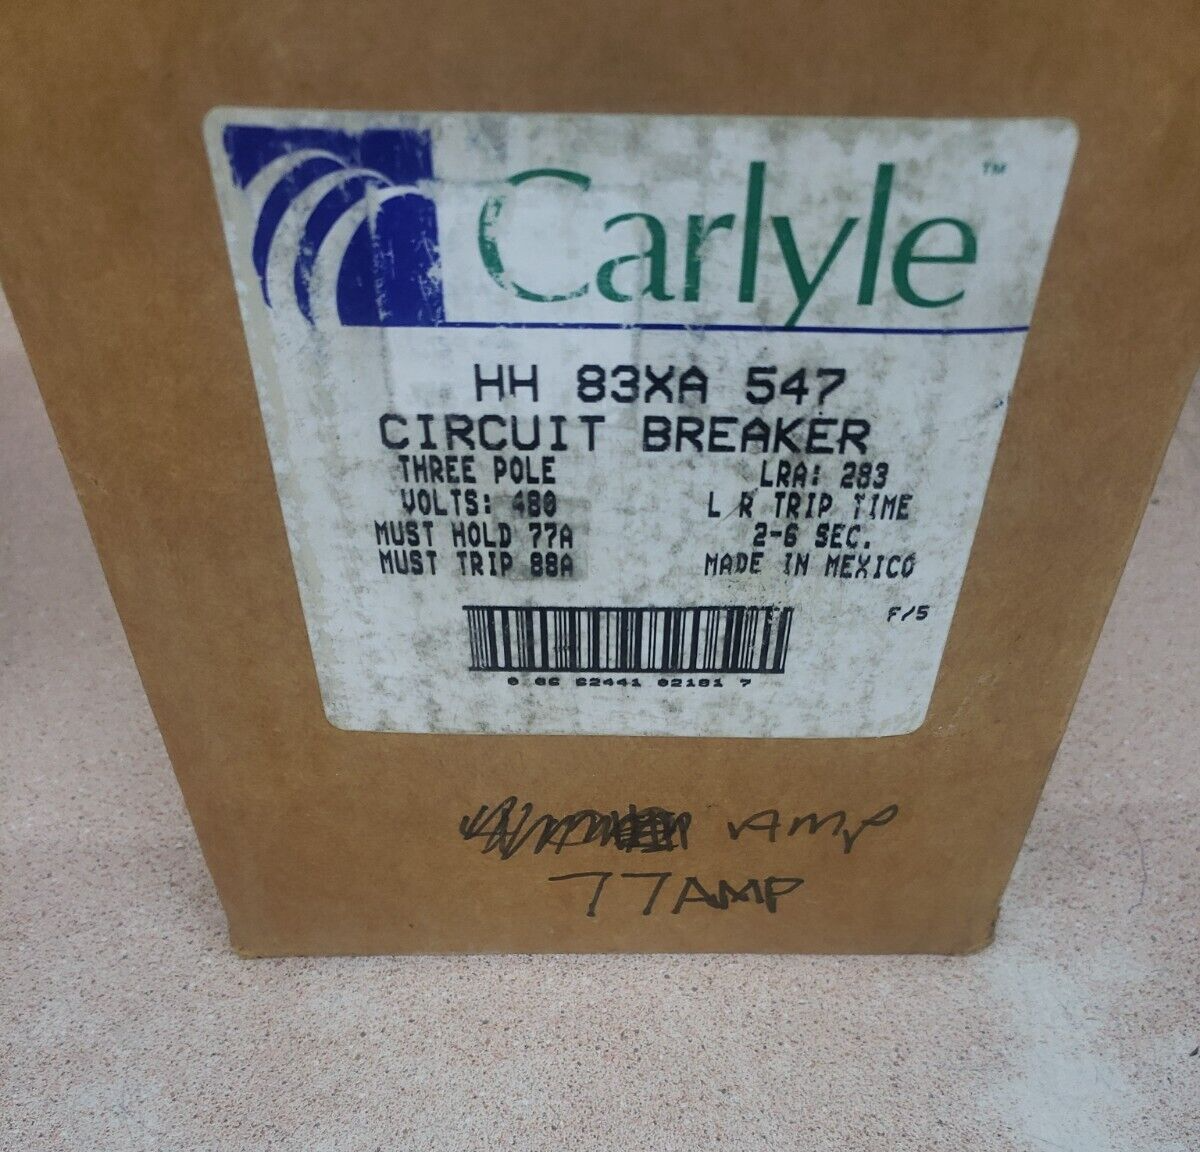 Carlyle™
HH 83XA 547
CIRCUIT BREAKER
THREE POLE
VOLTS: 480
MUST HOLD 77A
MUST TRIP 88A
LRA: 283
L R TRIP TIME
2-6 SEC.
MADE IN MEXICO
F/5
AMP
77AMP